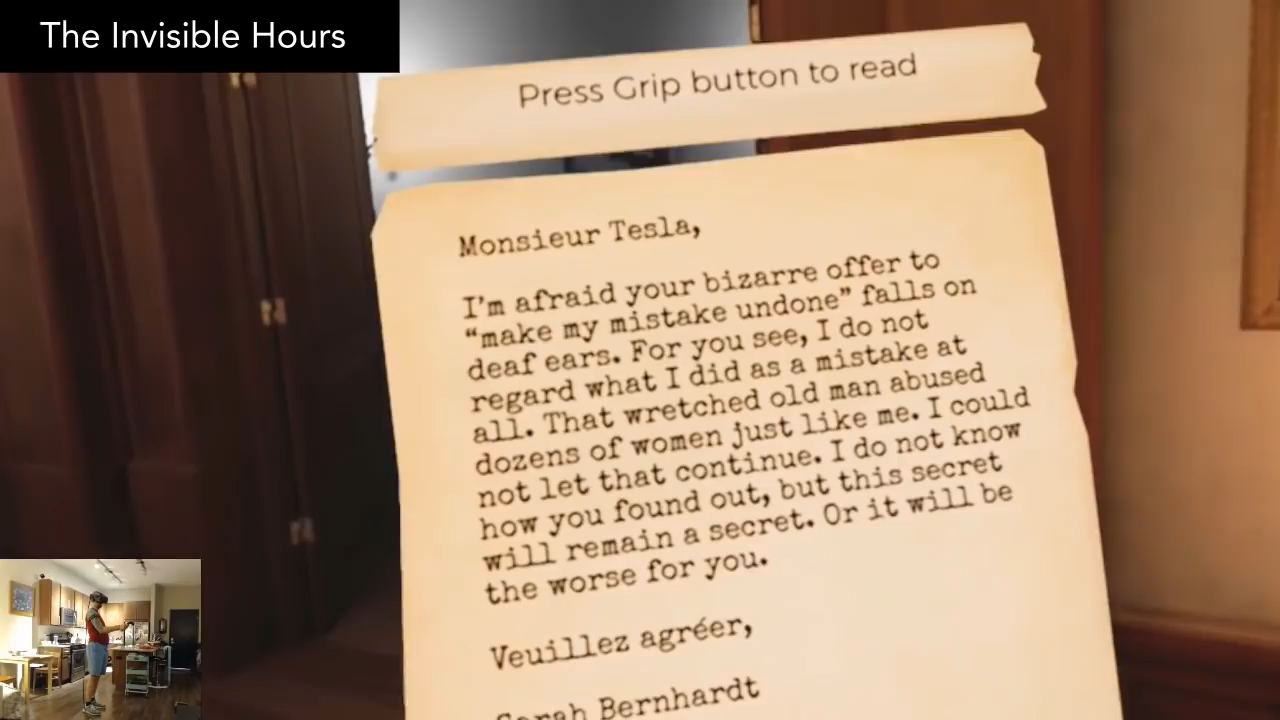 The Invisible Hours
Press Grip button to read
Monsieur Tesla,
I'm afraid your bizarre offer to
“make my mistake undone” falls on
deaf ears. For you see, I do not
regard what I did as a mistake at
all. That wretched old man abused
dozens of women just like me. I could
not let that continue. I do not know
how you found out, but this secret
will remain a secret. Or it will be
the worse for you.
Veuillez agréer,
Sarah Bernhardt